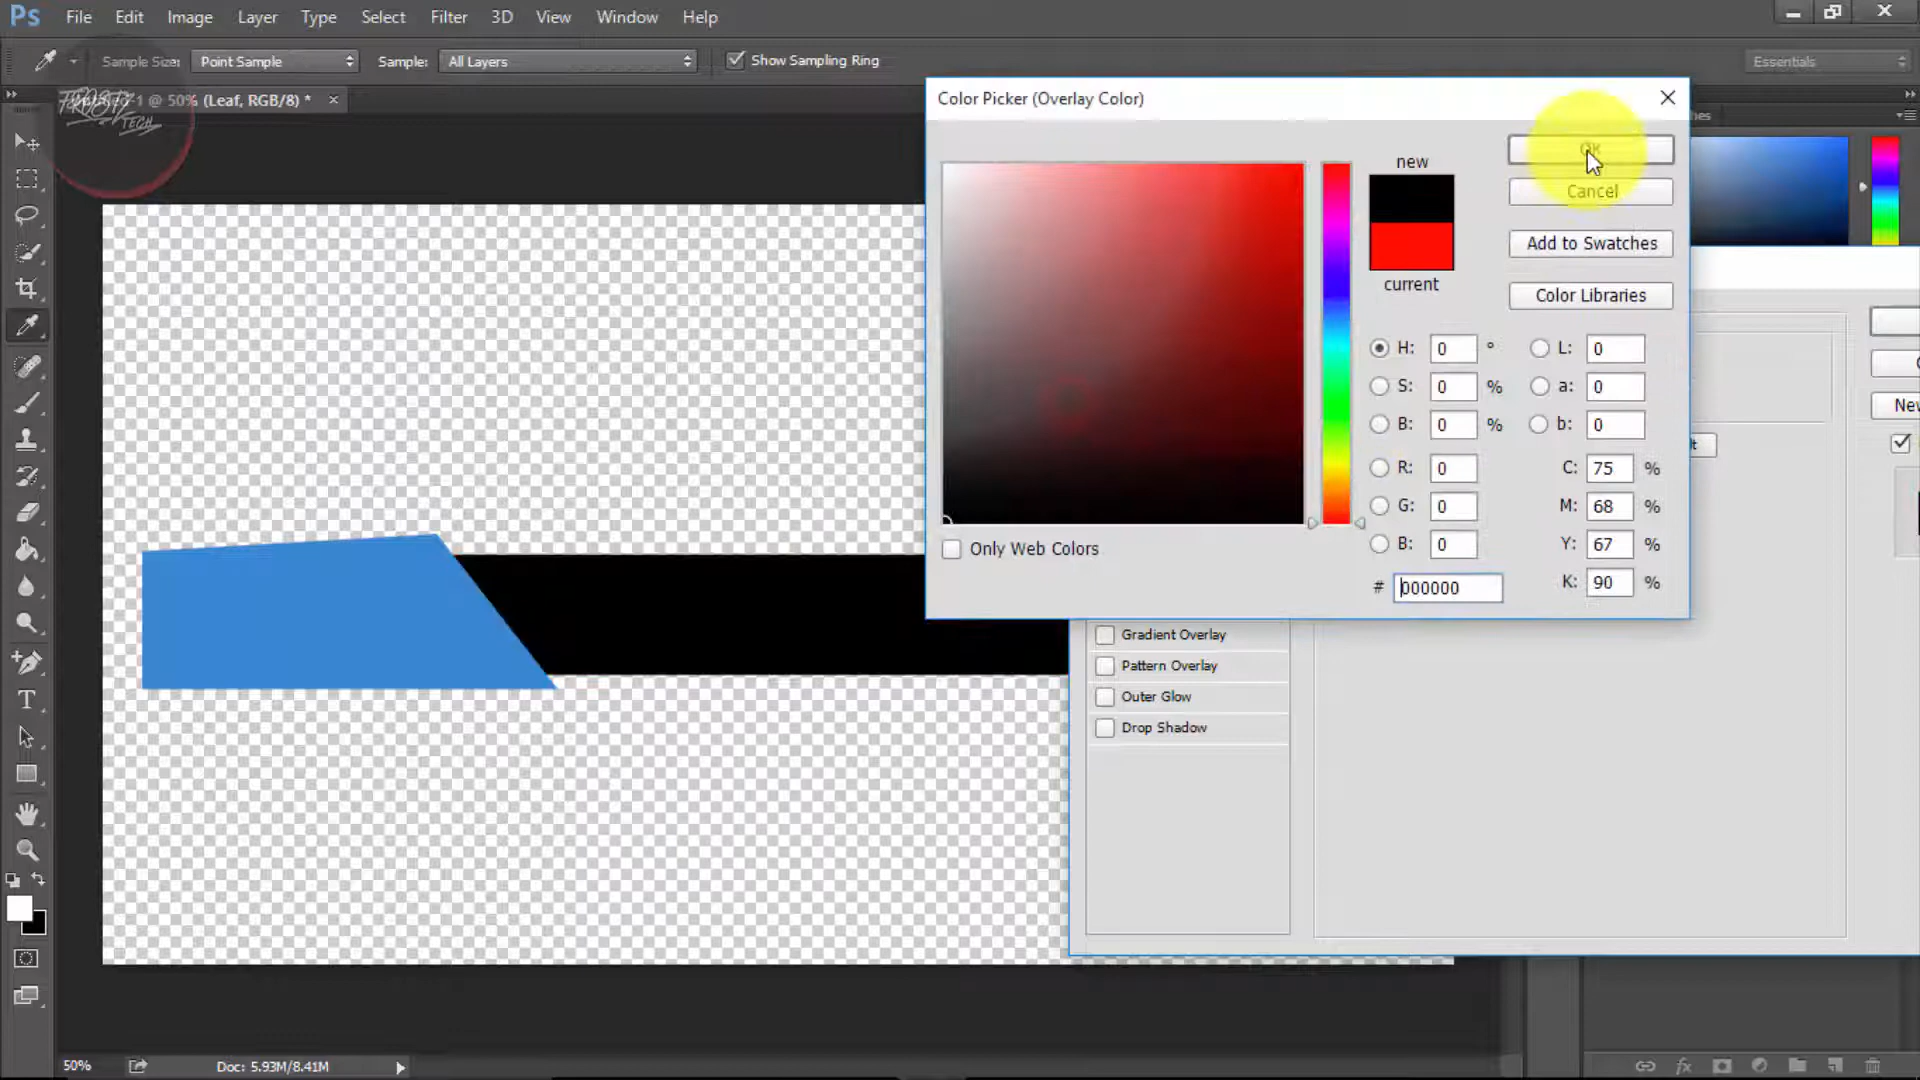 Ps File Edit Image Layer Type Select Filter 3D View Window Help
Sample Size: Point Sample Sample: All Layers Show Sampling Ring Essentials
@ 50% (Leaf, RGB/8) *
FROSTY
TECH
Color Picker (Overlay Color)
new
OK
Cancel
Add to Swatches
current
Color Libraries
H: 0 ° L: 0
S: 0 % a: 0
B: 0 % b: 0
R: 0 C: 75 %
G: 0 M: 68 %
B: 0 Y: 67 %
Only Web Colors
# 000000 K: 90 %
Gradient Overlay
Pattern Overlay
Outer Glow
Drop Shadow
50% Doc: 5.93M/8.41M